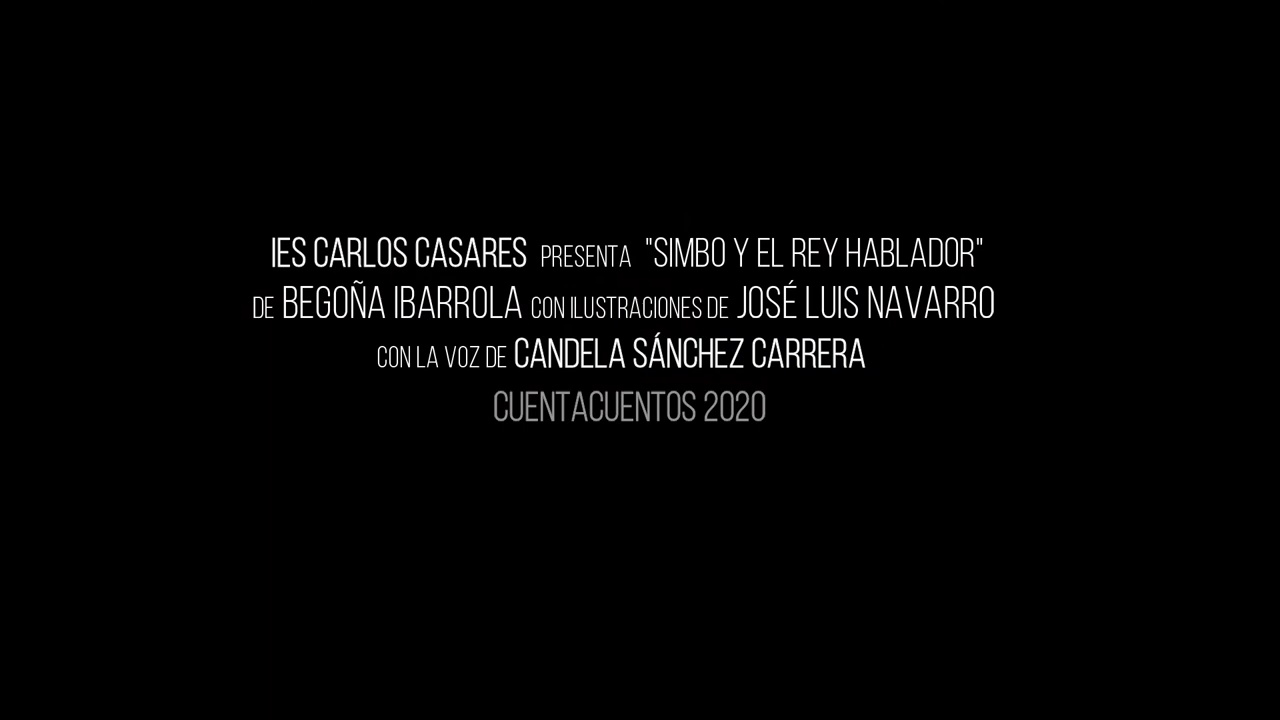 IES CARLOS CASARES PRESENTA "SIMBO Y EL REY HABLADOR"
DE BEGOÑA IBARROLA CON ILUSTRACIONES DE JOSÉ LUIS NAVARRO
CON LA VOZ DE CANDELA SÁNCHEZ CARRERA
CUENTACUENTOS 2020